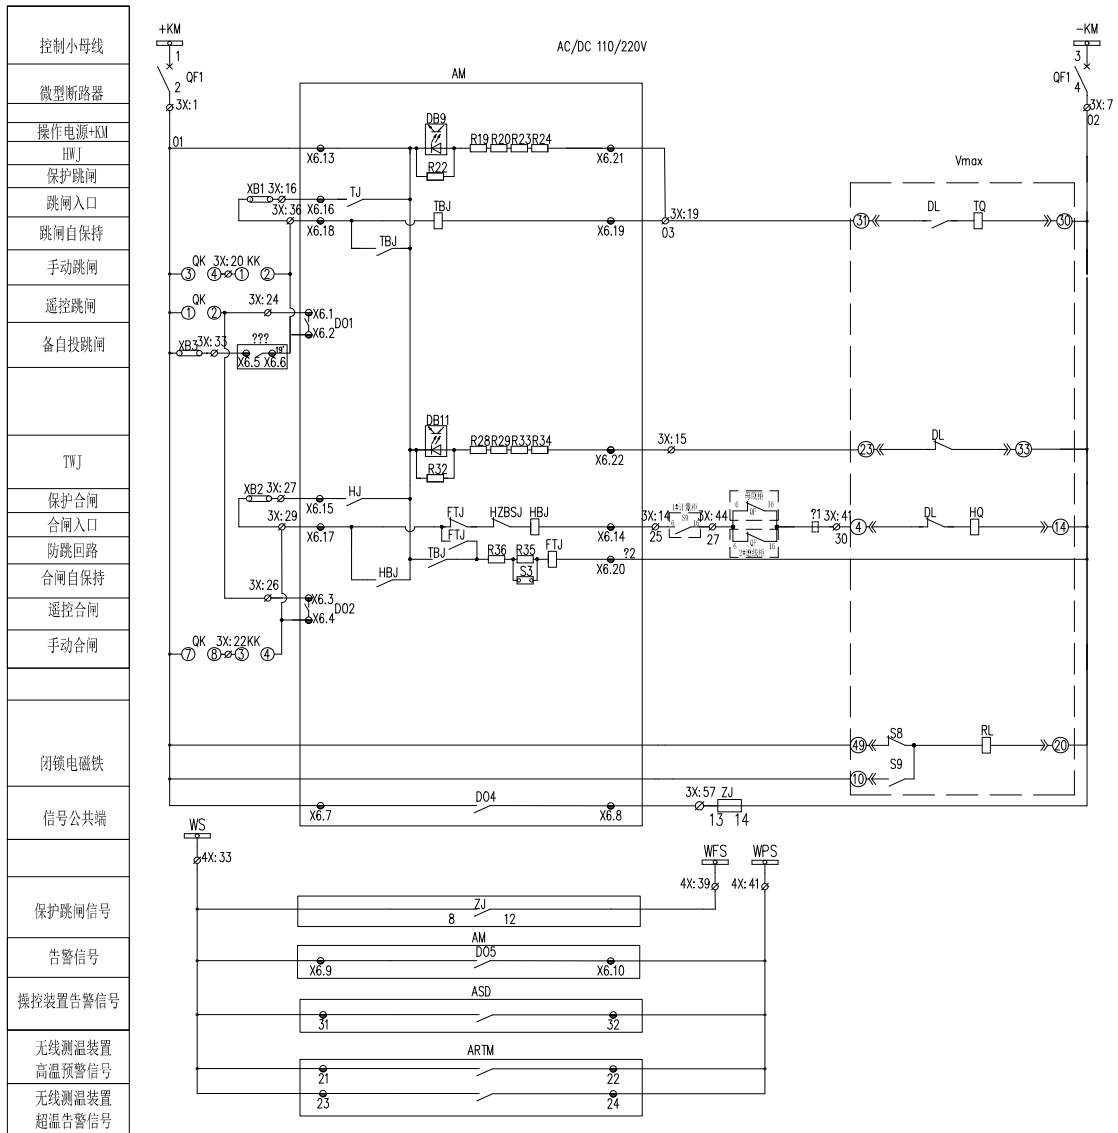 控制小母线
微型断路器
操作电源+KM
HWJ
保护跳闸
跳闸入口
跳闸自保持
手动跳闸
遥控跳闸
备自投跳闸
TWJ
保护合闸
合闸入口
防跳回路
合闸自保持
遥控合闸
手动合闸
闭锁电磁铁
信号公共端
保护跳闸信号
告警信号
操控装置告警信号
无线测温装置
高温预警信号
无线测温装置
超温告警信号
+KM
AC/DC 110/220V
-KM
1
3
QF1
AM
QF1
2
4
3X:1
3X:7
02
DB9
01
R19 R20 R23 R24
X6.13
X6.21
R22
Vmax
XB1 3X:16
TJ
X6.16
3X:36
TBJ
3X:19
DL
TQ
X6.18
X6.19
03
31
30
TBJ
QK 3X:20 KK
3 4 1 2
QK
3X:24
1 2
X6.1
DO1
X6.2
XB3 3X:33
???
19'
X6.5 X6.6
DB11
R28 R29 R33 R34
3X:15
DL
X6.22
23
33
R32
XB2 3X:27
HJ
X6.15
3X:29
FTJ
HZBSJ HBJ
3X:14
S9
6 16
3X:44
6 16
QF
?1 3X:41
DL
HQ
X6.17
X6.14
25
27
30
4
14
FTJ
QF
6 16
TBJ
R36 R35
FTJ
?2
S3
X6.20
HBJ
3X:26
X6.3
DO2
X6.4
QK 3X:22KK
7 8 3 4
S8
RL
49
20
S9
10
DO4
3X:57 ZJ
X6.7
X6.8
13 14
WS
4X:33
WFS
WPS
4X:39
4X:41
ZJ
8
12
AM
DO5
X6.9
X6.10
ASD
31
32
ARTM
21
22
23
24